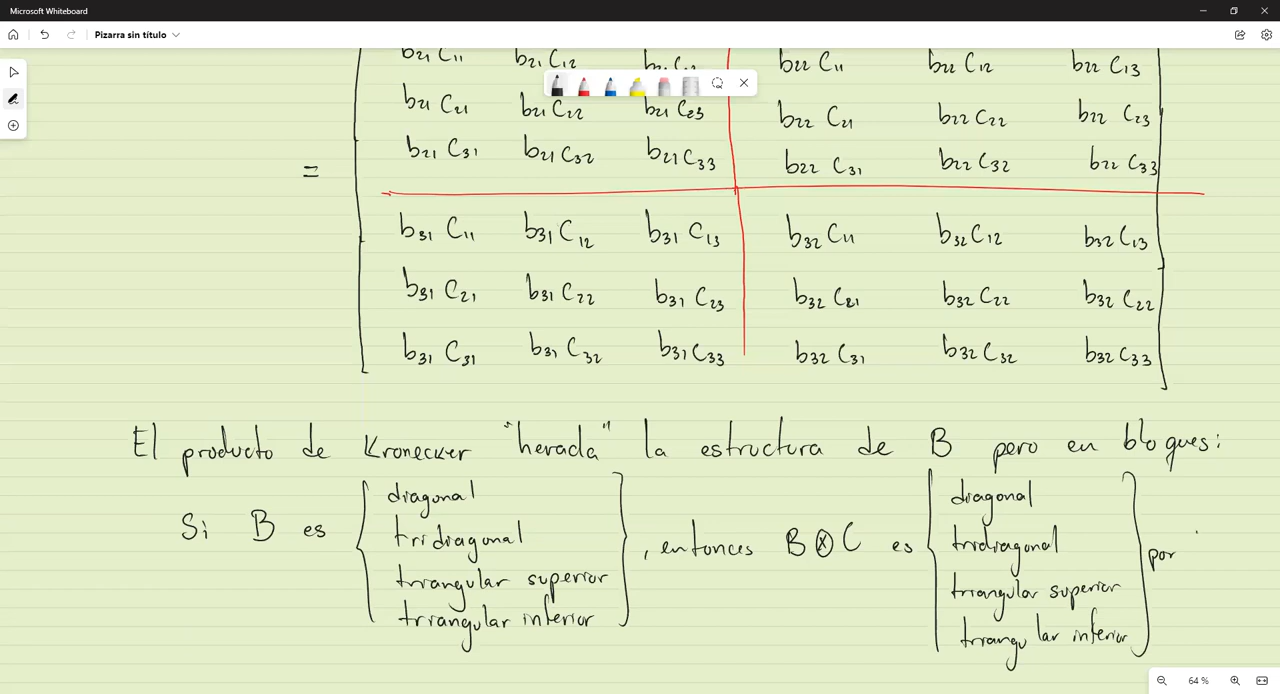 Microsoft Whiteboard
Pizarra sin título
b21 C11 b21 C12 b22 C11 b22 C12 b22 C13
b21 C21 b21 C22 b21 C23 b22 C21 b22 C22 b22 C23
= b21 C31 b21 C32 b21 C33 b22 C31 b22 C32 b22 C33
b31 C11 b31 C12 b31 C13 b32 C11 b32 C12 b32 C13
b31 C21 b31 C22 b31 C23 b32 C21 b32 C22 b32 C22
b31 C31 b31 C32 b31 C33 b32 C31 b32 C32 b32 C33
El producto de Kronecker "herada" la estructura de B pero en bloques:
Si B es { diagonal
tridiagonal
triangular superior
triangular inferior } , entonces B⊗C es { diagonal
tridiagonal
triangular superior
triangular inferior } por
64 %